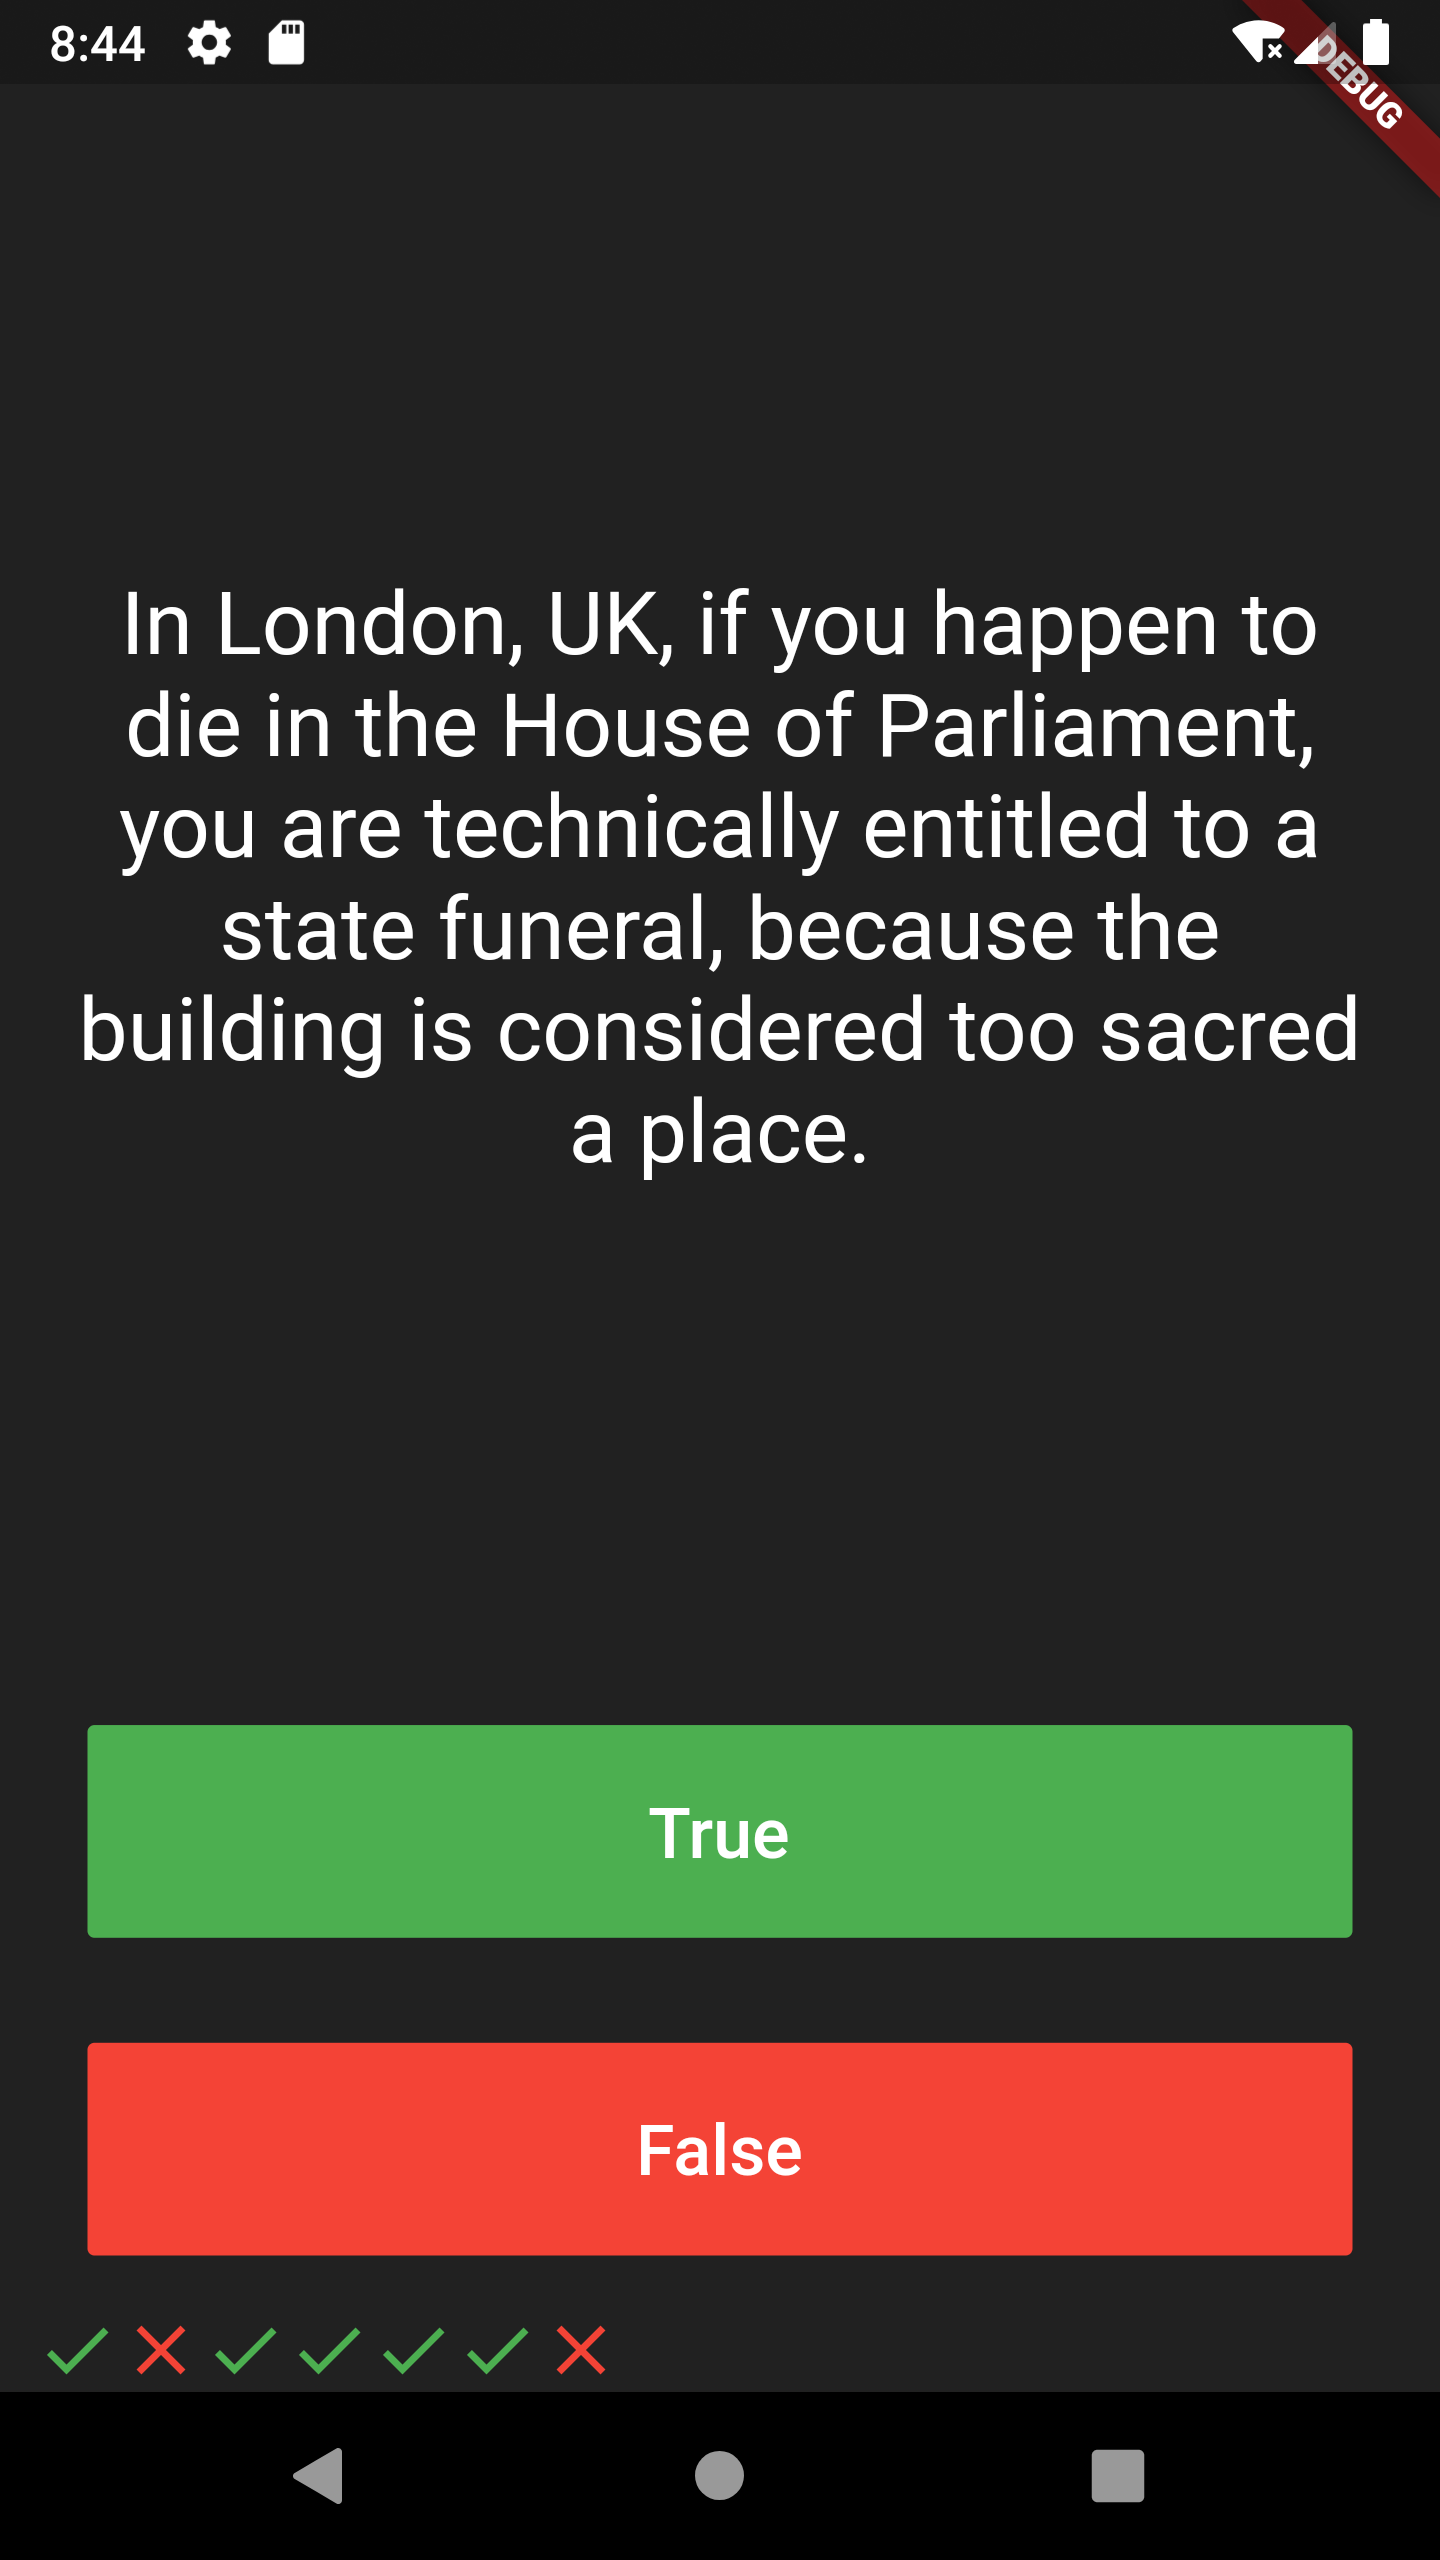 8:44
DEBUG
In London, UK, if you happen to
die in the House of Parliament,
you are technically entitled to a
state funeral, because the
building is considered too sacred
a place.
True
False